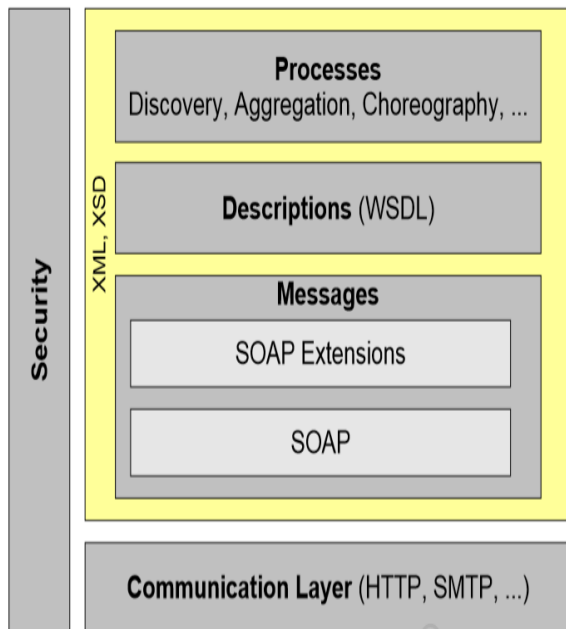 Security
XML, XSD
Processes
Discovery, Aggregation, Choreography, ...
Descriptions (WSDL)
Messages
SOAP Extensions
SOAP
Communication Layer (HTTP, SMTP, ...)